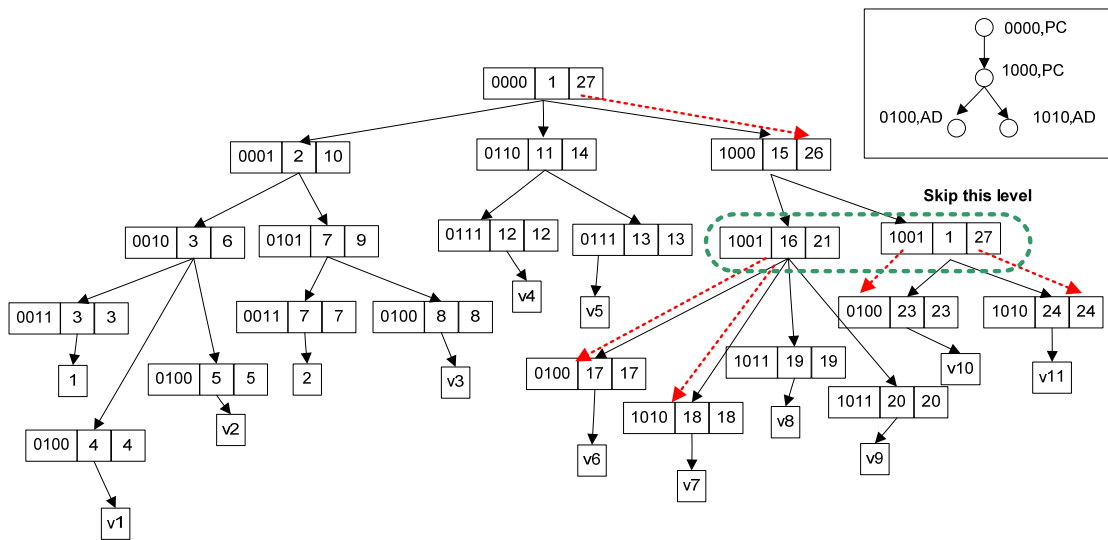 0000,PC
1000,PC
0100,AD 1010,AD
0000 1 27
0001 2 10
0110 11 14
1000 15 26
Skip this level
0010 3 6
0101 7 9
0111 12 12
0111 13 13
1001 16 21
1001 1 27
0011 3 3
0011 7 7
0100 8 8
v4
v5
0100 23 23
1010 24 24
1
0100 5 5
2
v3
0100 17 17
1011 19 19
v10
v11
v2
0100 4 4
1010 18 18
v8
1011 20 20
v6
v7
v9
v1